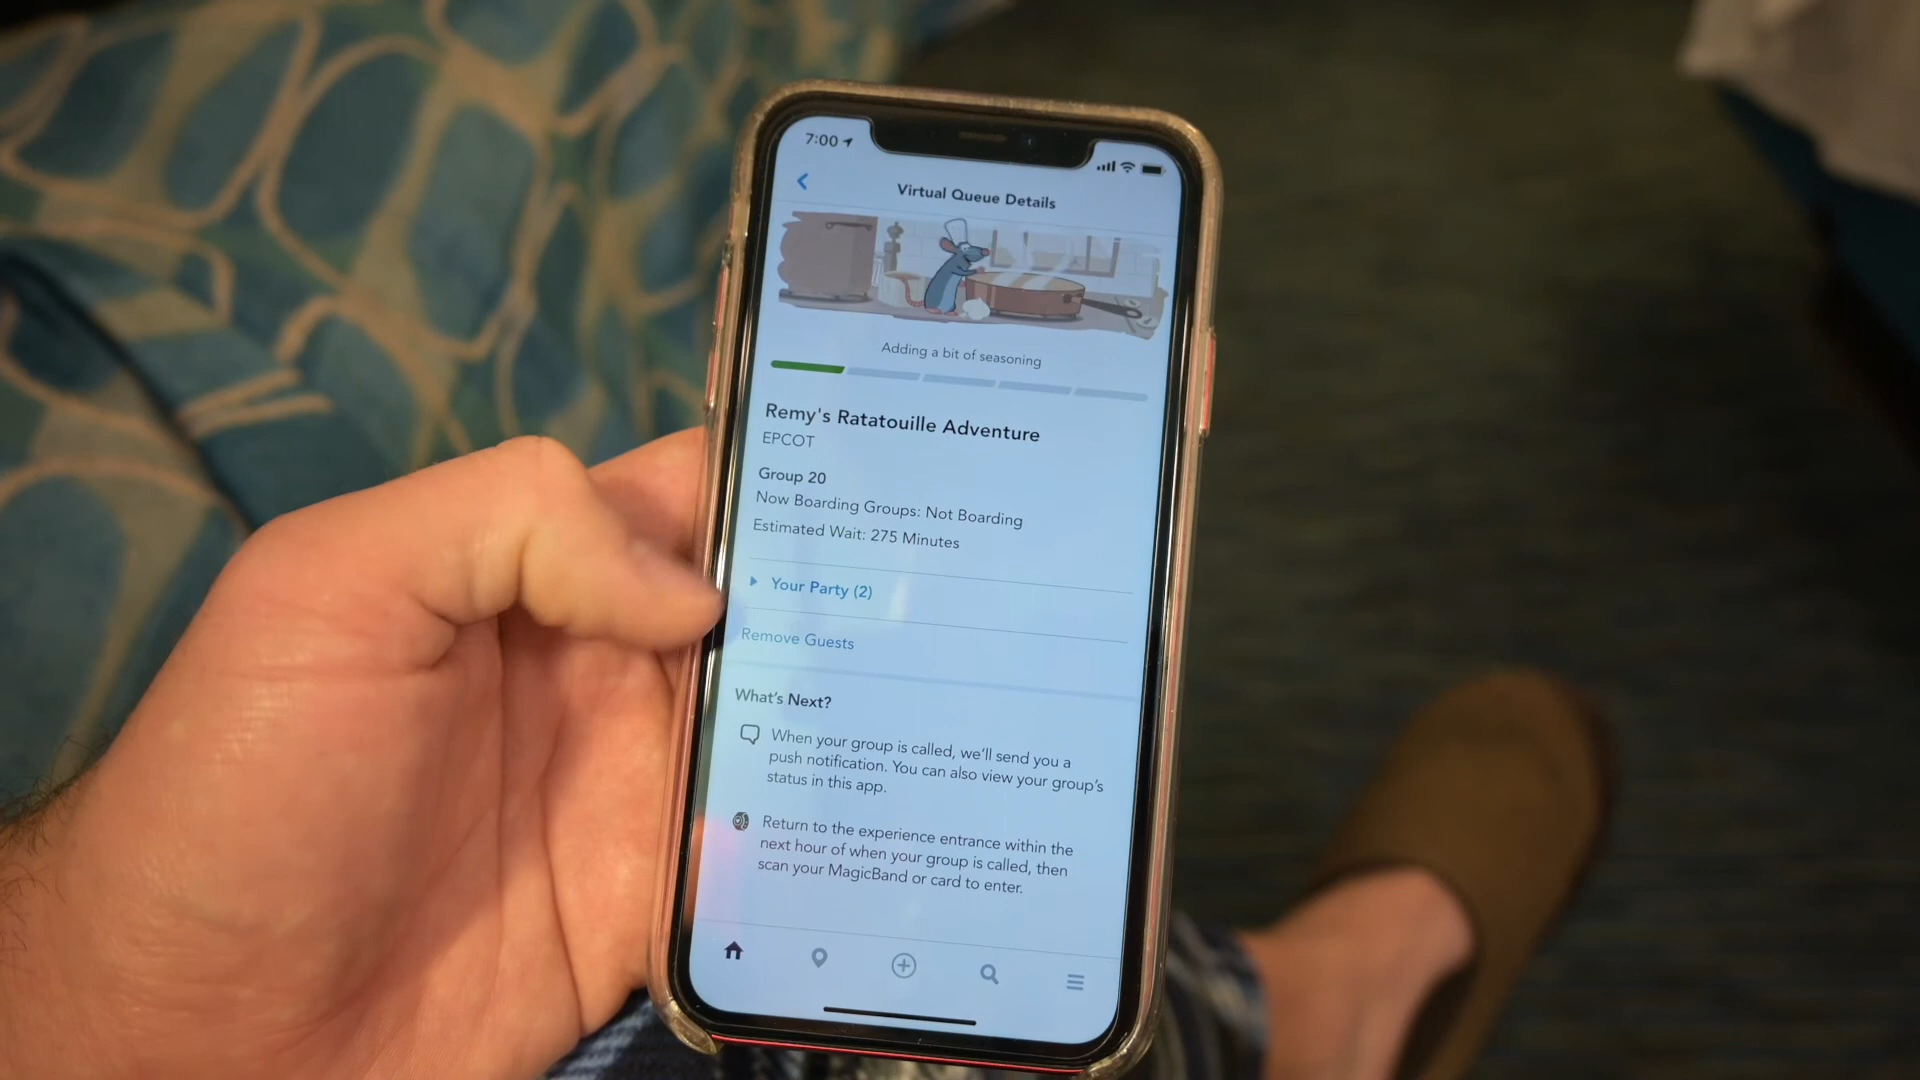 7:00
Virtual Queue Details
Adding a bit of seasoning
Remy's Ratatouille Adventure
EPCOT
Group 20
Now Boarding Groups: Not Boarding
Estimated Wait: 275 Minutes
Your Party (2)
Remove Guests
What's Next?
When your group is called, we'll send you a
push notification. You can also view your group's
status in this app.
Return to the experience entrance within the
next hour of when your group is called, then
scan your MagicBand or card to enter.